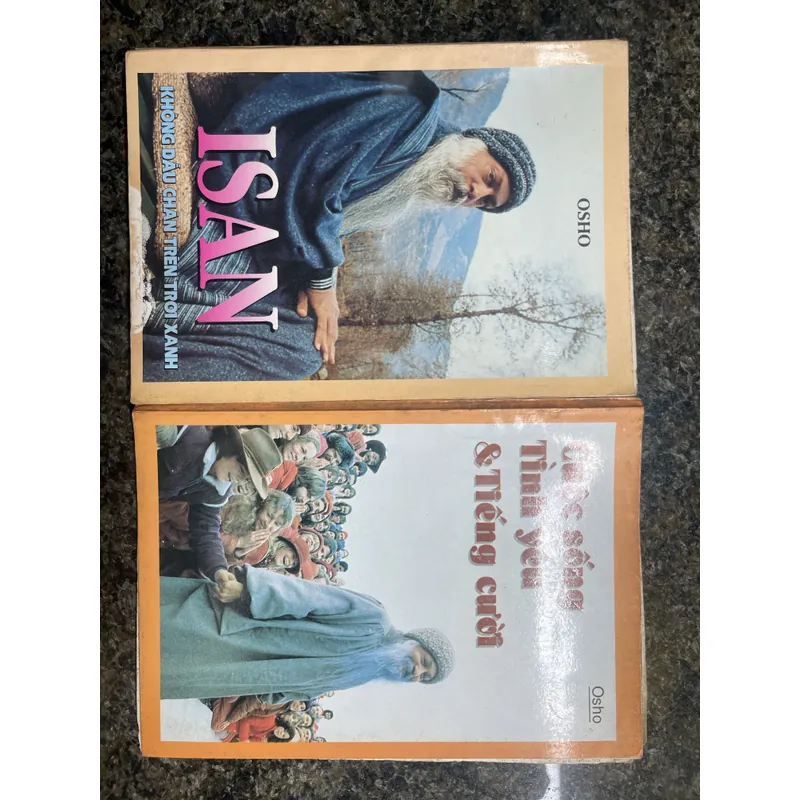 OSHO
ISAN
KHÔNG DẤU CHÂN TRÊN TRỜI XANH
Cuộc sống
Tình yêu
& Tiếng cười
Osho